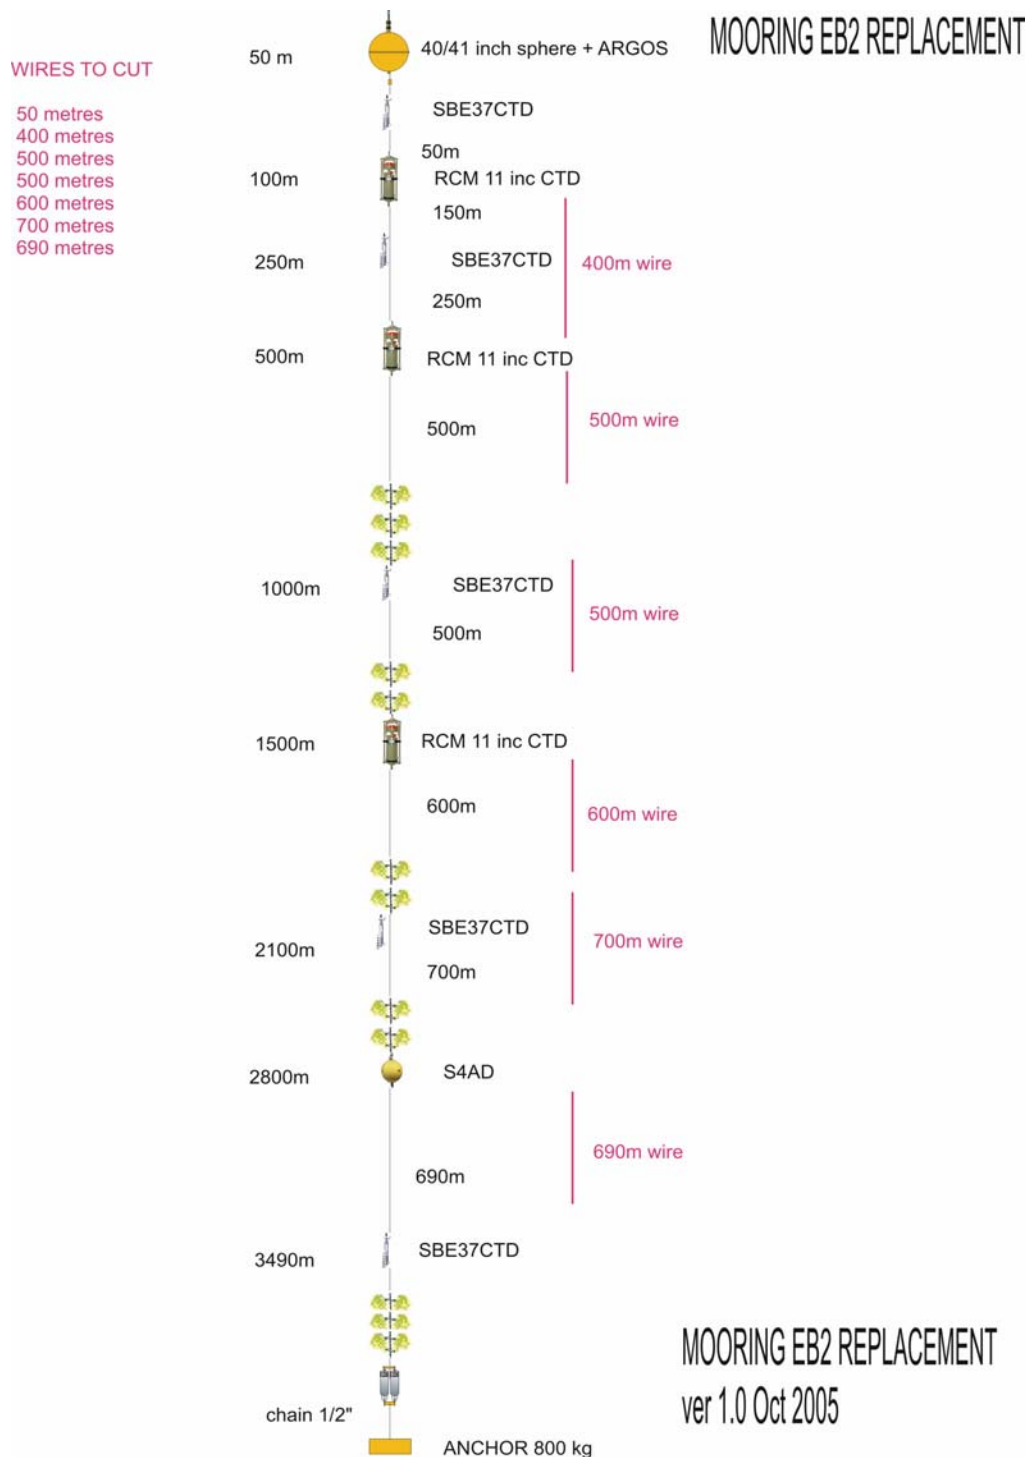 MOORING EB2 REPLACEMENT
40/41 inch sphere + ARGOS
50 m
WIRES TO CUT
50 metres
400 metres
500 metres
500 metres
600 metres
700 metres
690 metres
SBE37CTD
50m
100m
RCM 11 inc CTD
150m
250m
SBE37CTD
400m wire
250m
500m
RCM 11 inc CTD
500m
500m wire
1000m
SBE37CTD
500m wire
500m
1500m
RCM 11 inc CTD
600m
600m wire
SBE37CTD
2100m
700m wire
700m
2800m
S4AD
690m wire
690m
3490m
SBE37CTD
MOORING EB2 REPLACEMENT
ver 1.0 Oct 2005
chain 1/2"
ANCHOR 800 kg